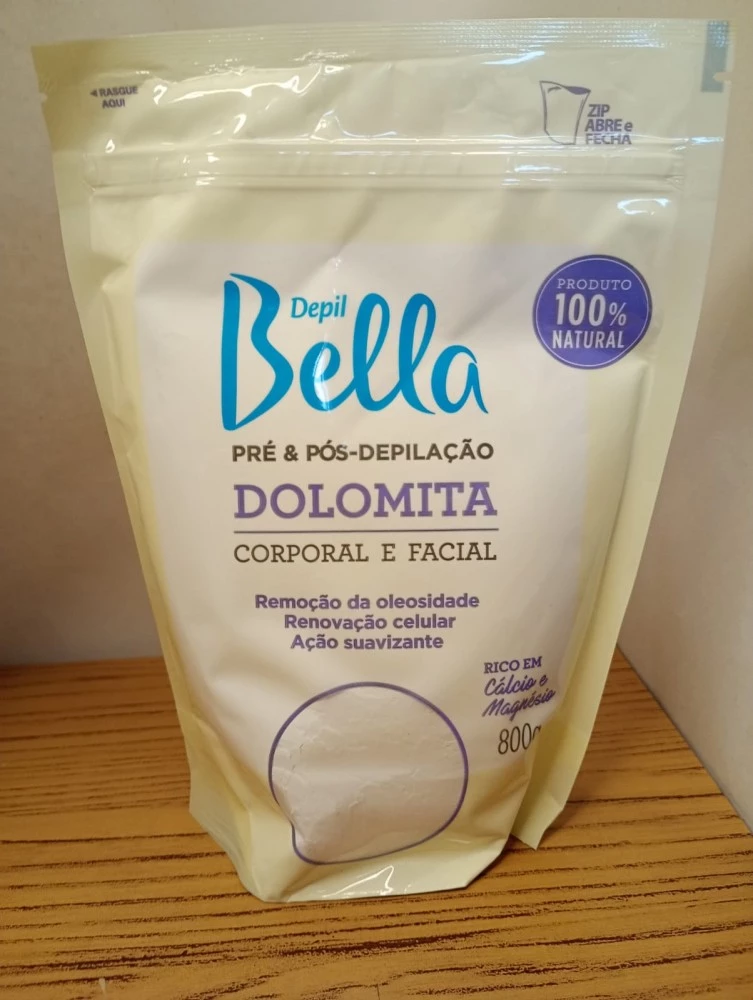 ◄ RASGUE
AQUI
ZIP
ABRE e
FECHA
PRODUTO
100%
NATURAL
Depil
Bella
PRÉ & PÓS-DEPILAÇÃO
DOLOMITA
CORPORAL E FACIAL
Remoção da oleosidade
Renovação celular
Ação suavizante
RICO EM
Cálcio e
Magnésio
800g